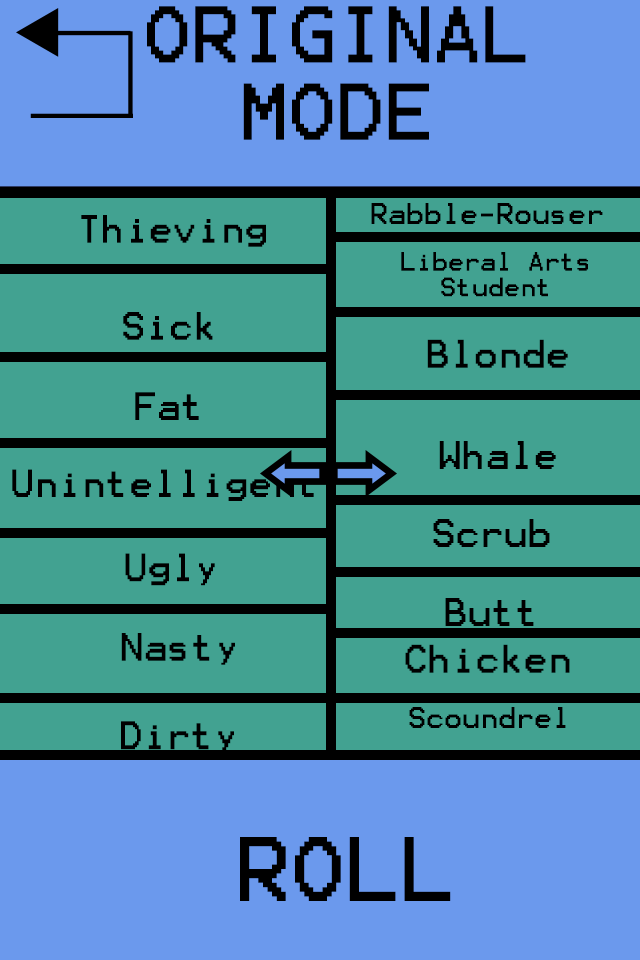 ORIGINAL
MODE
Thieving
Sick
Fat
Unintelligent
Ugly
Nasty
Dirty
Rabble-Rouser
Liberal Arts
Student
Blonde
Whale
Scrub
Butt
Chicken
Scoundrel
ROLL